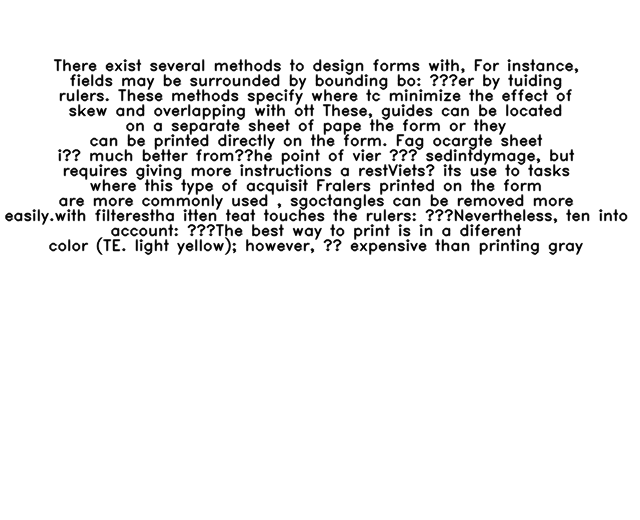 There exist several methods to design forms with, For instance,
fields may be surrounded by bounding bo: ???er by tuiding
rulers. These methods specify where tc minimize the effect of
skew and overlapping with ott These, guides can be located
on a separate sheet of pape the form or they
can be printed directly on the form. Fag ocargte sheet
i?? much better from??he point of vier ??? sedintdymage, but
requires giving more instructions a restViets? its use to tasks
where this type of acquisit Fralers printed on the form
are more commonly used , sgoctangles can be removed more
easily.with filterestha itten teat touches the rulers: ???Nevertheless, ten into
account: ???The best way to print is in a diferent
color (TE. light yellow); however, ?? expensive than printing gray